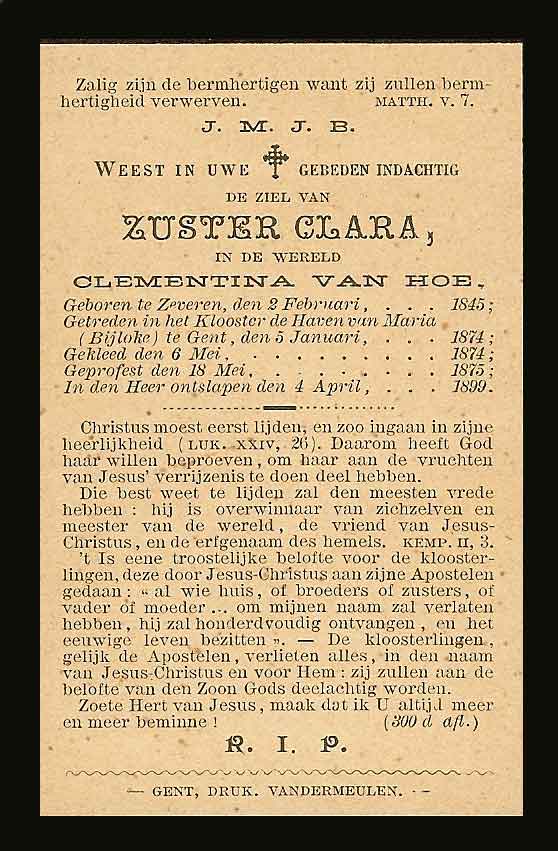 Zalig zijn de bermhertigen want zij zullen berm-
hertigheid verwerven. MATTH. V. 7.
J. M. J. B.
WEEST IN UWE GEBEDEN INDACHTIG
DE ZIEL VAN
ZUSTER CLARA,
IN DE WERELD
CLEMENTINA VAN HOE,
Geboren te Zeveren, den 2 Februari, . . . 1845;
Getreden in het Klooster de Haven van Maria
(Bijloke) te Gent, den 5 Januari, . . . 1874;
Gekleed den 6 Mei, . . . . . . . . . . 1874;
Geprofest den 18 Mei, . . . . . . . . . 1875;
In den Heer ontslapen den 4 April, . . . 1899.
Christus moest eerst lijden, en zoo ingaan in zijne
heerlijkheid (LUK. XXIV, 26). Daarom heeft God
haar willen beproeven, om haar aan de vruchten
van Jesus' verrijzenis te doen deel hebben.
Die best weet te lijden zal den meesten vrede
hebben : hij is overwinnaar van zichzelven en
meester van de wereld, de vriend van Jesus-
Christus, en de erfgenaam des hemels. KEMP. II, 3.
't Is eene troostelijke belofte voor de klooster-
lingen, deze door Jesus-Christus aan zijne Apostelen
gedaan : « al wie huis, of broeders of zusters, of
vader of moeder ... om mijnen naam zal verlaten
hebben, hij zal honderdvoudig ontvangen, en het
eeuwige leven bezitten ». — De kloosterlingen,
gelijk de Apostelen, verlieten alles, in den naam
van Jesus-Christus en voor Hem : zij zullen aan de
belofte van den Zoon Gods deelachtig worden.
Zoete Hert van Jesus, maak dat ik U altijd meer
en meer beminne ! (300 d afl.)
R. I. P.
— GENT, DRUK. VANDERMEULEN. —